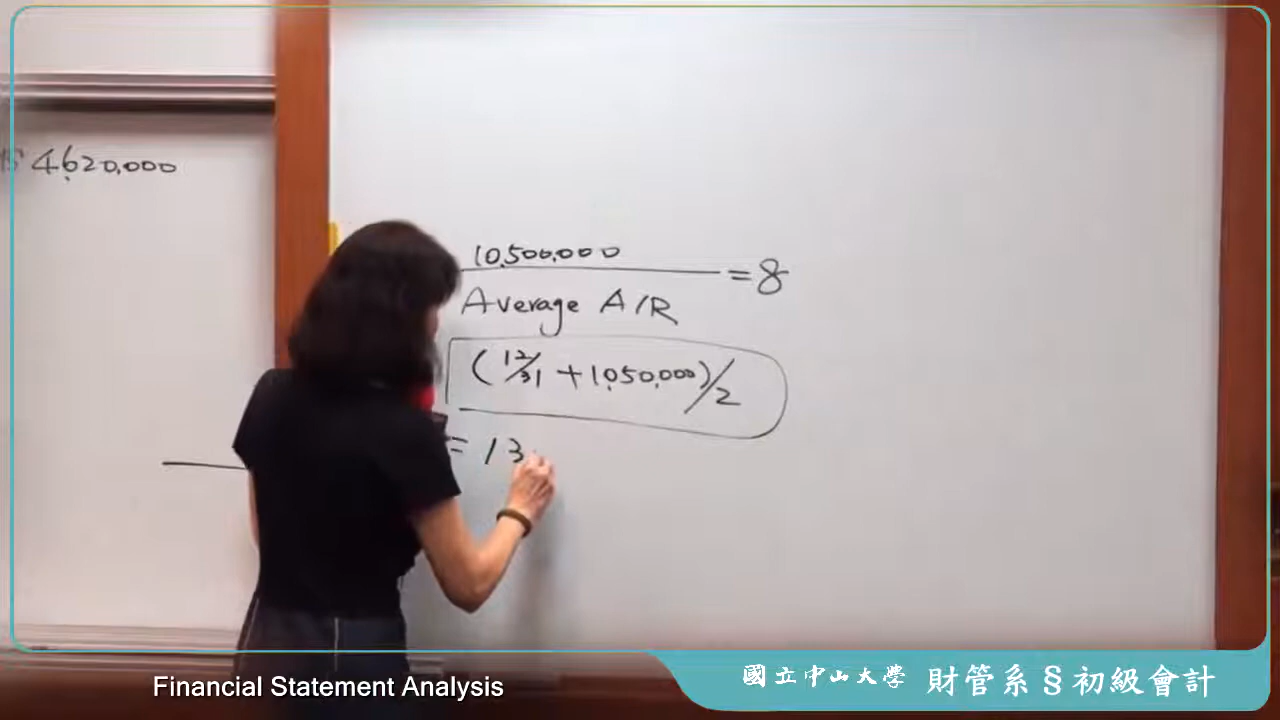 4,620,000
10,500,000 = 8
Average A/R
(12/31 + 1,050,000)/2
= 13
Financial Statement Analysis
國立中山大學 財管系§初級會計